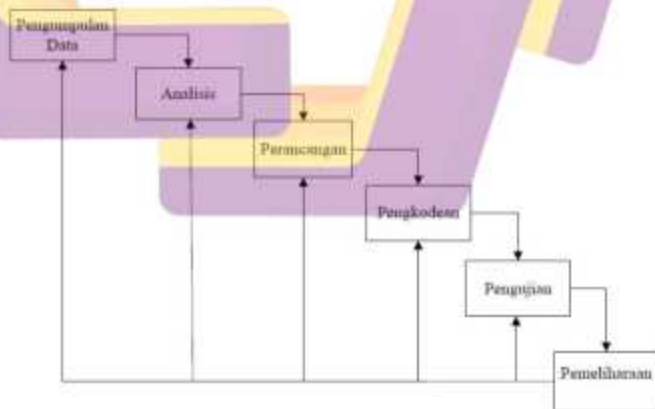 Pengumpulan
Data
Analisis
Perancangan
Pengkodean
Pengujian
Pemeliharaan